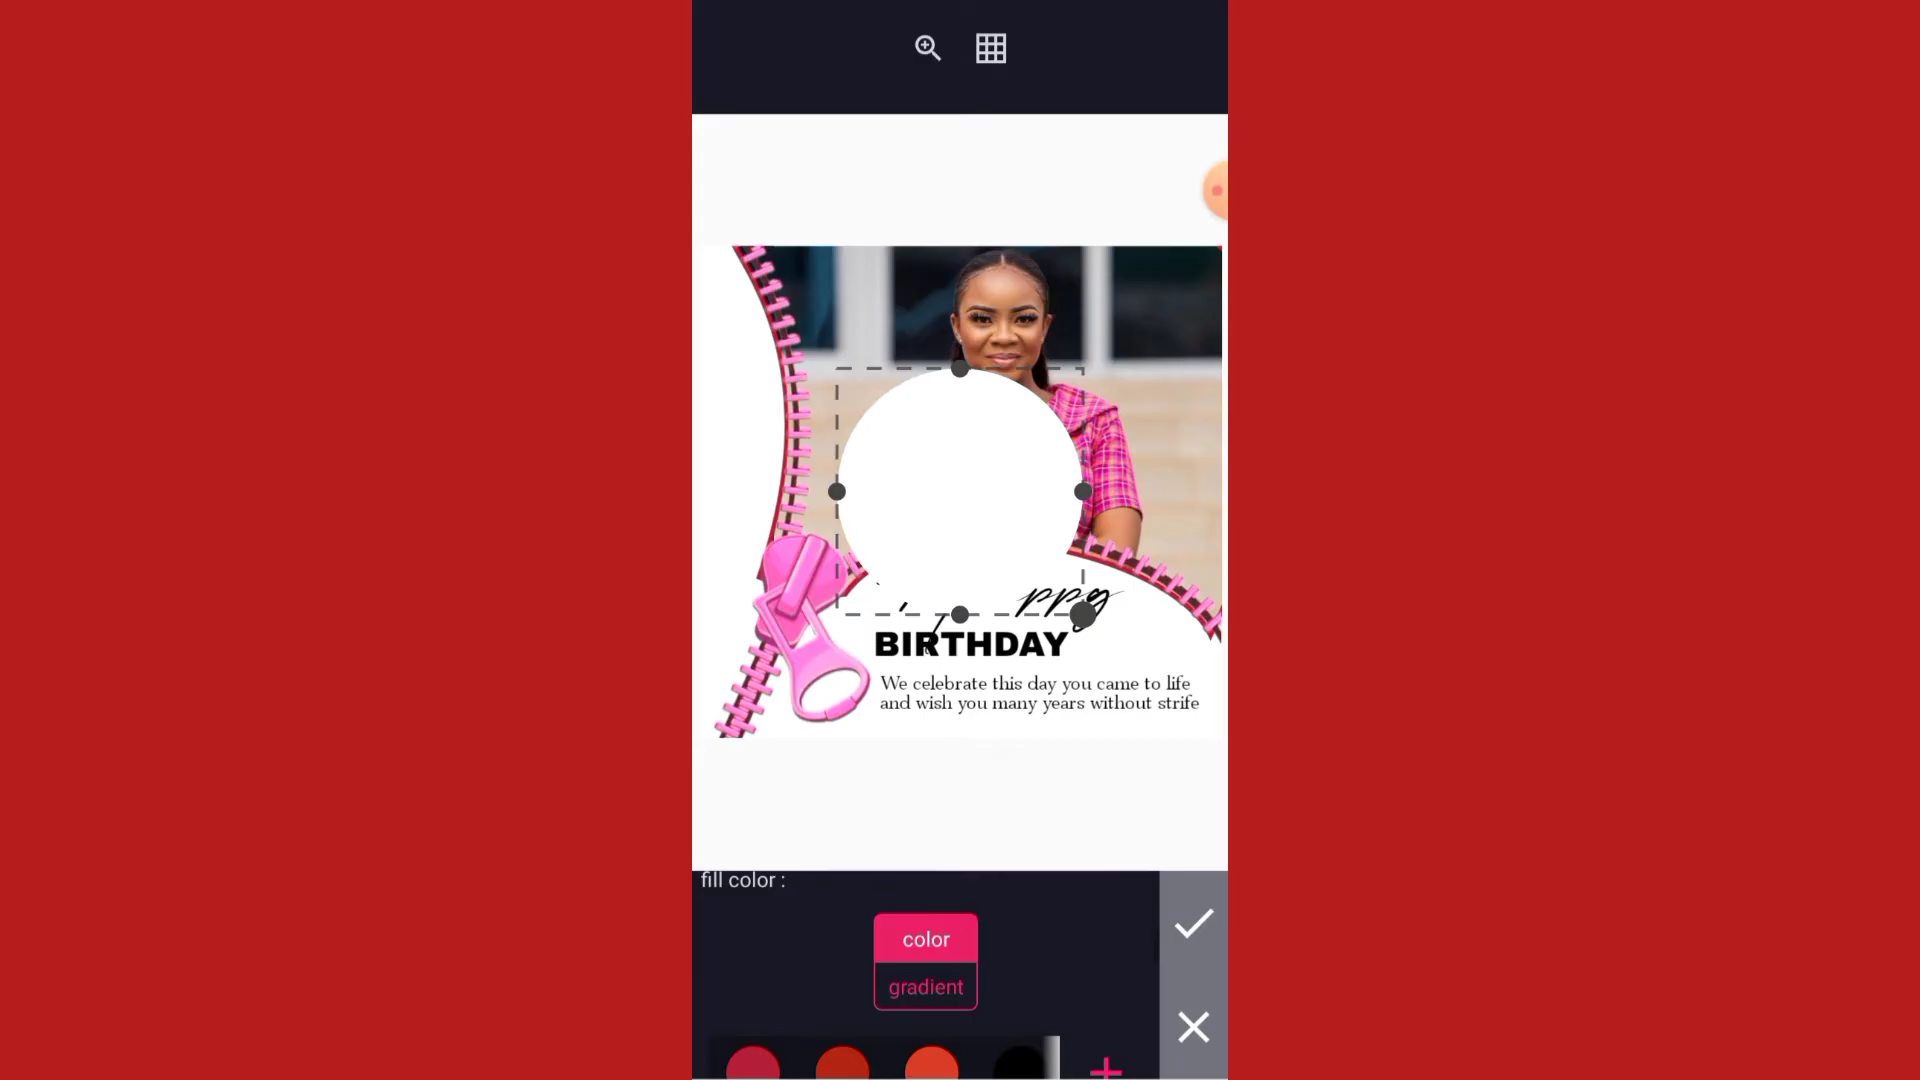 ppy
BIRTHDAY
We celebrate this day you came to life
and wish you many years without strife
fill color :
color
gradient